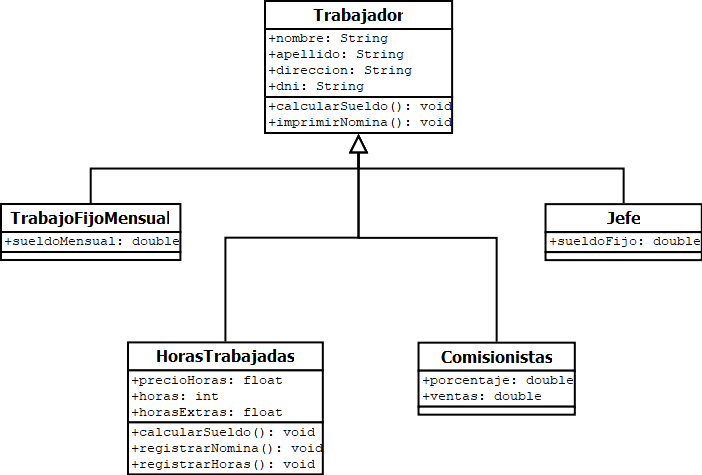 Trabajador
+nombre: String
+apellido: String
+direccion: String
+dni: String
+calcularSueldo(): void
+imprimirNomina(): void
TrabajoFijoMensual
+sueldoMensual: double
Jefe
+sueldoFijo: double
HorasTrabajadas
+precioHoras: float
+horas: int
+horasExtras: float
+calcularSueldo(): void
+registrarNomina(): void
+registrarHoras(): void
Comisionistas
+porcentaje: double
+ventas: double